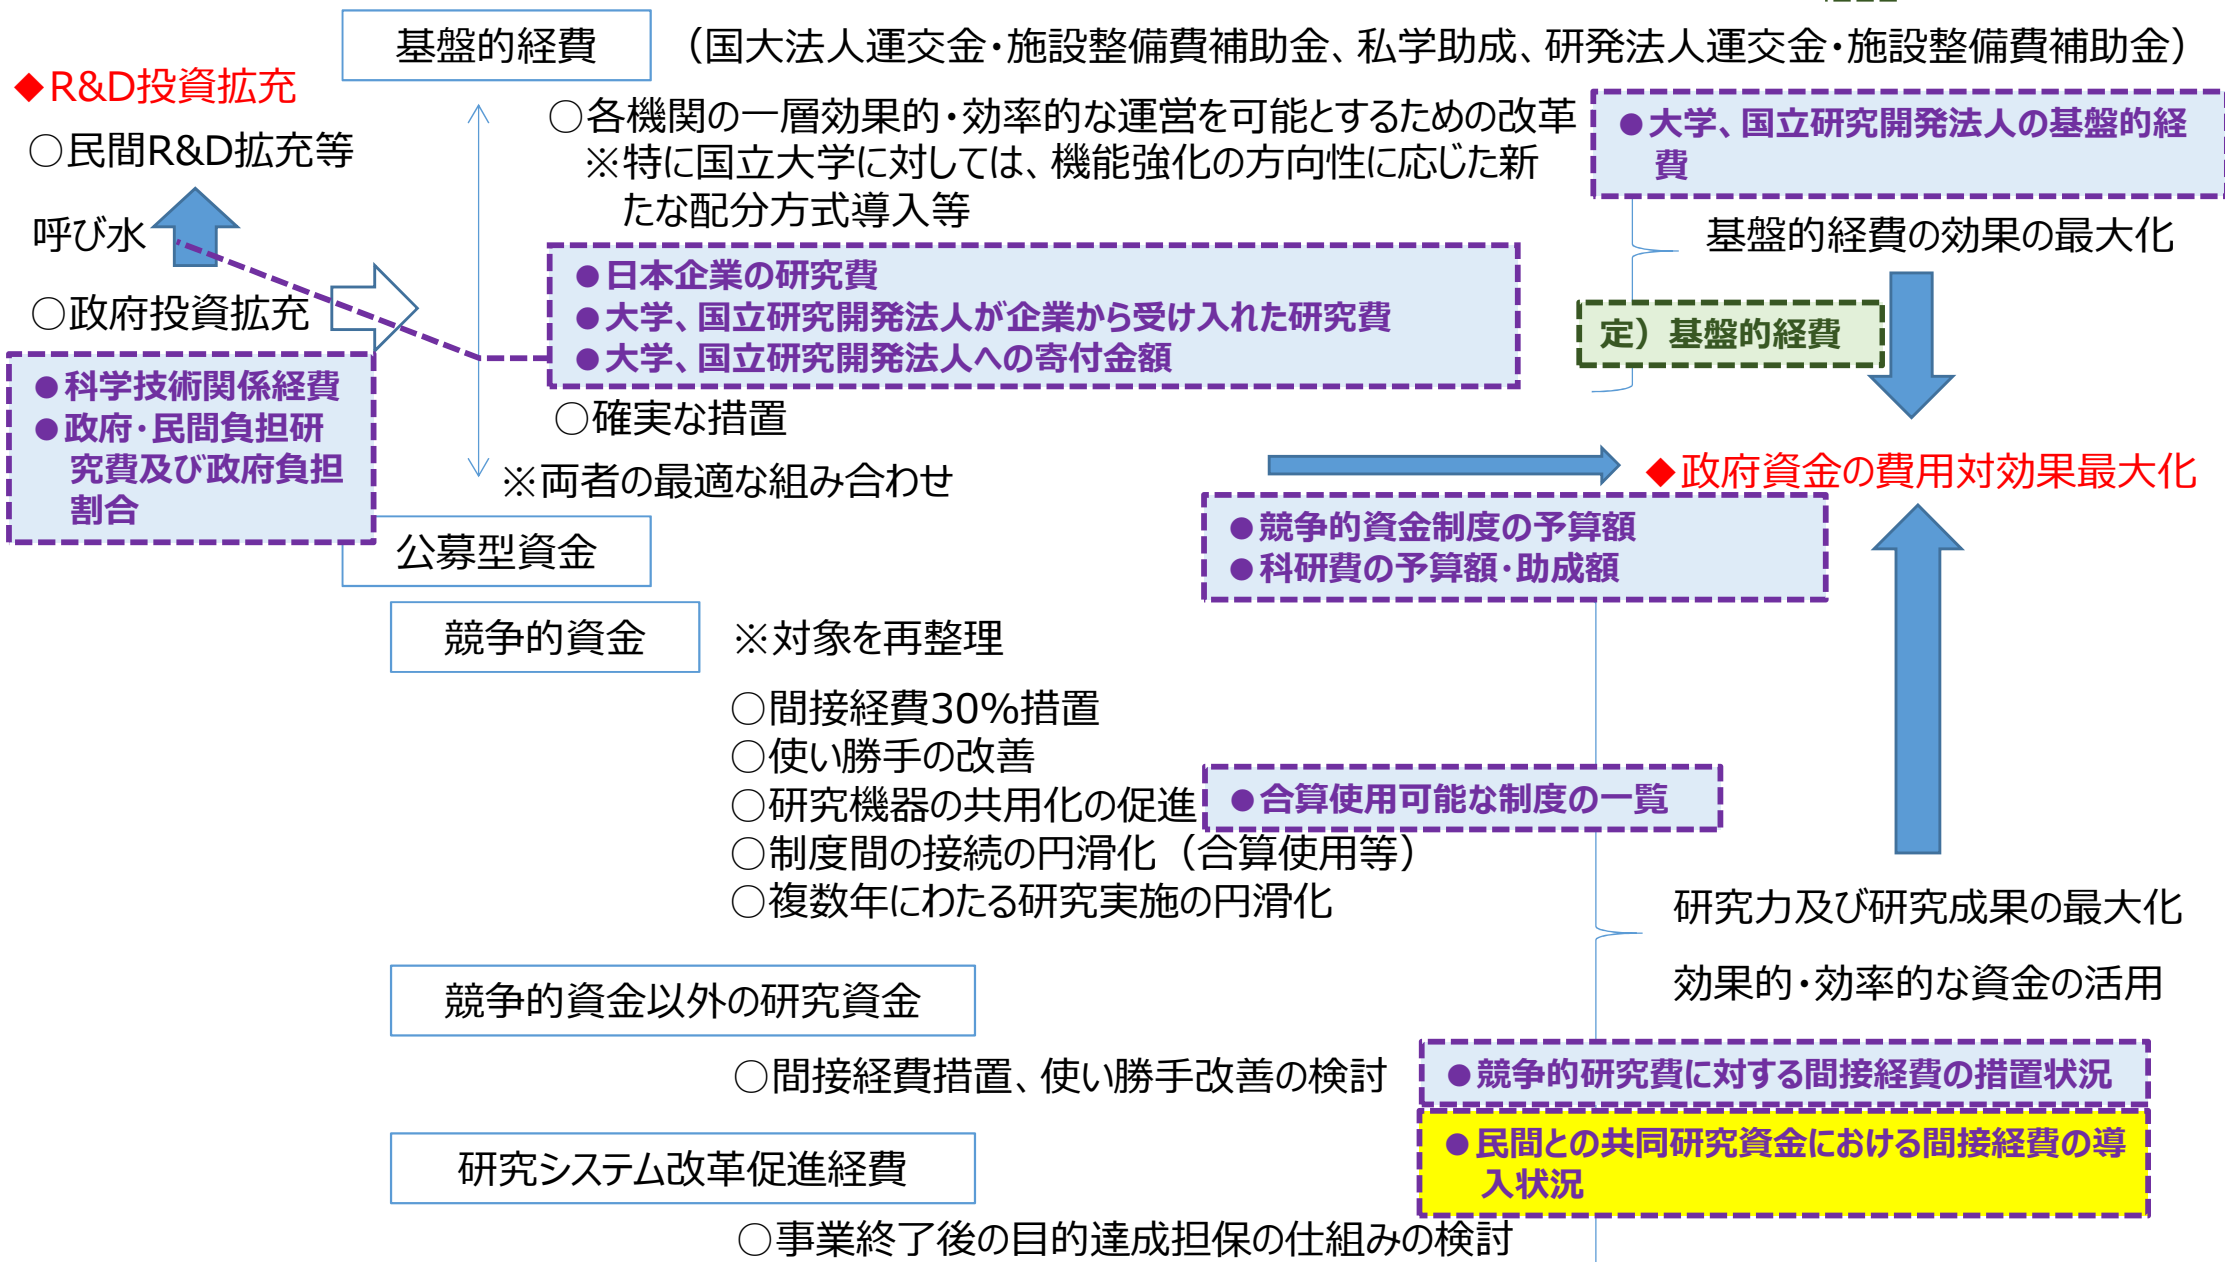 基盤的経費
（国大法人運交金・施設整備費補助金、私学助成、研発法人運交金・施設整備費補助金）
◆R&D投資拡充
○民間R&D拡充等
呼び水
○政府投資拡充
●科学技術関係経費
●政府・民間負担研
究費及び政府負担
割合
○各機関の一層効果的・効率的な運営を可能とするための改革
※特に国立大学に対しては、機能強化の方向性に応じた新
たな配分方式導入等
●大学、国立研究開発法人の基盤的経
費
基盤的経費の効果の最大化
●日本企業の研究費
●大学、国立研究開発法人が企業から受け入れた研究費
●大学、国立研究開発法人への寄付金額
定）基盤的経費
○確実な措置
※両者の最適な組み合わせ
◆政府資金の費用対効果最大化
●競争的資金制度の予算額
●科研費の予算額・助成額
公募型資金
競争的資金
※対象を再整理
○間接経費30%措置
○使い勝手の改善
○研究機器の共用化の促進
●合算使用可能な制度の一覧
○制度間の接続の円滑化（合算使用等）
○複数年にわたる研究実施の円滑化
研究力及び研究成果の最大化
効果的・効率的な資金の活用
競争的資金以外の研究資金
○間接経費措置、使い勝手改善の検討
●競争的研究費に対する間接経費の措置状況
●民間との共同研究資金における間接経費の導
入状況
研究システム改革促進経費
○事業終了後の目的達成担保の仕組みの検討